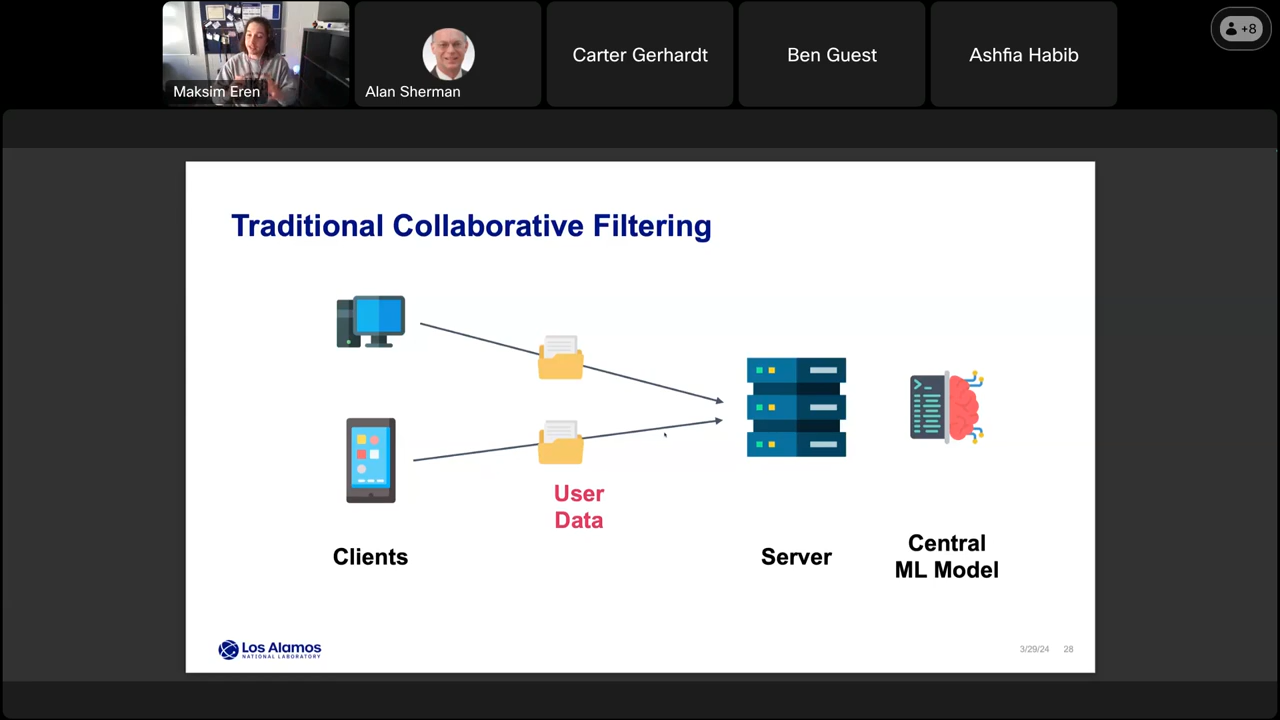 Maksim Eren
Alan Sherman
Carter Gerhardt
Ben Guest
Ashfia Habib
+8
Traditional Collaborative Filtering
User
Data
Clients
Server
Central
ML Model
Los Alamos
NATIONAL LABORATORY
3/29/24 28